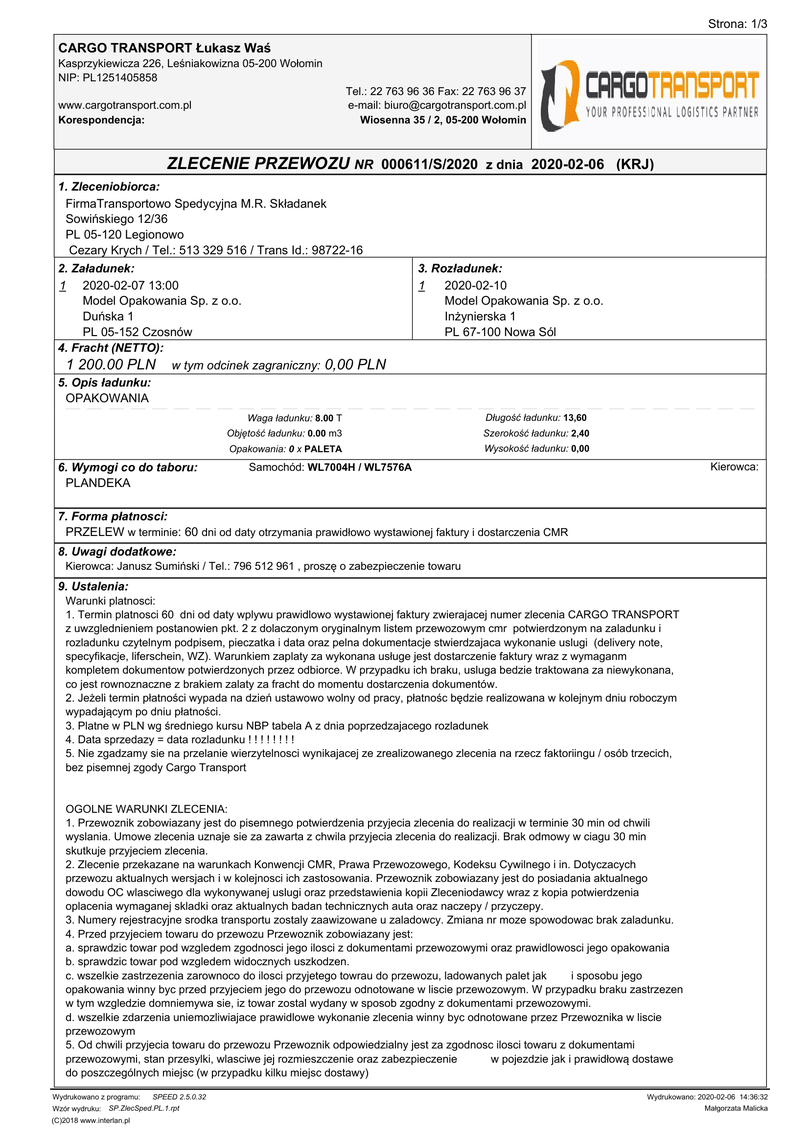 Strona: 1/3
CARGO TRANSPORT Łukasz Waś
Kasprzykiewicza 226, Leśniakowizna 05-200 Wołomin
NIP: PL1251405858
Tel.: 22 763 96 36 Fax: 22 763 96 37
www.cargotransport.com.pl e-mail: biuro@cargotransport.com.pl
Korespondencja: Wiosenna 35 / 2, 05-200 Wołomin
CARGOTRANSPORT
YOUR PROFESSIONAL LOGISTICS PARTNER
ZLECENIE PRZEWOZU NR 000611/S/2020 z dnia 2020-02-06 (KRJ)
1. Zleceniobiorca:
FirmaTransportowo Spedycyjna M.R. Składanek
Sowińskiego 12/36
PL 05-120 Legionowo
Cezary Krych / Tel.: 513 329 516 / Trans Id.: 98722-16
2. Załadunek:
1 2020-02-07 13:00
Model Opakowania Sp. z o.o.
Duńska 1
PL 05-152 Czosnów
3. Rozładunek:
1 2020-02-10
Model Opakowania Sp. z o.o.
Inżynierska 1
PL 67-100 Nowa Sól
4. Fracht (NETTO):
1 200.00 PLN w tym odcinek zagraniczny: 0,00 PLN
5. Opis ładunku:
OPAKOWANIA
Waga ładunku: 8.00 T Długość ładunku: 13,60
Objętość ładunku: 0.00 m3 Szerokość ładunku: 2,40
Opakowania: 0 x PALETA Wysokość ładunku: 0,00
6. Wymogi co do taboru: Samochód: WL7004H / WL7576A Kierowca:
PLANDEKA
7. Forma płatnosci:
PRZELEW w terminie: 60 dni od daty otrzymania prawidłowo wystawionej faktury i dostarczenia CMR
8. Uwagi dodatkowe:
Kierowca: Janusz Sumiński / Tel.: 796 512 961 , proszę o zabezpieczenie towaru
9. Ustalenia:
Warunki platnosci:
1. Termin platnosci 60 dni od daty wplywu prawidlowo wystawionej faktury zwierajacej numer zlecenia CARGO TRANSPORT
z uwzglednieniem postanowien pkt. 2 z dolaczonym oryginalnym listem przewozowym cmr potwierdzonym na zaladunku i
rozladunku czytelnym podpisem, pieczatka i data oraz pelna dokumentacje stwierdzajaca wykonanie uslugi (delivery note,
specyfikacje, liferschein, WZ). Warunkiem zaplaty za wykonana usługe jest dostarczenie faktury wraz z wymaganm
kompletem dokumentow potwierdzonych przez odbiorce. W przypadku ich braku, usluga bedzie traktowana za niewykonana,
co jest rownoznaczne z brakiem zalaty za fracht do momentu dostarczenia dokumentów.
2. Jeżeli termin płatności wypada na dzień ustawowo wolny od pracy, płatnośc będzie realizowana w kolejnym dniu roboczym
wypadającym po dniu płatności.
3. Platne w PLN wg średniego kursu NBP tabela A z dnia poprzedzajacego rozladunek
4. Data sprzedazy = data rozladunku ! ! ! ! ! ! ! !
5. Nie zgadzamy sie na przelanie wierzytelnosci wynikajacej ze zrealizowanego zlecenia na rzecz faktoriingu / osób trzecich,
bez pisemnej zgody Cargo Transport
OGOLNE WARUNKI ZLECENIA:
1. Przewoznik zobowiazany jest do pisemnego potwierdzenia przyjecia zlecenia do realizacji w terminie 30 min od chwili
wyslania. Umowe zlecenia uznaje sie za zawarta z chwila przyjecia zlecenia do realizacji. Brak odmowy w ciagu 30 min
skutkuje przyjeciem zlecenia.
2. Zlecenie przekazane na warunkach Konwencji CMR, Prawa Przewozowego, Kodeksu Cywilnego i in. Dotyczacych
przewozu aktualnych wersjach i w kolejnosci ich zastosowania. Przewoznik zobowiazany jest do posiadania aktualnego
dowodu OC wlasciwego dla wykonywanej uslugi oraz przedstawienia kopii Zleceniodawcy wraz z kopia potwierdzenia
oplacenia wymaganej skladki oraz aktualnych badan technicznych auta oraz naczepy / przyczepy.
3. Numery rejestracyjne srodka transportu zostaly zaawizowane u zaladowcy. Zmiana nr moze spowodowac brak zaladunku.
4. Przed przyjeciem towaru do przewozu Przewoznik zobowiazany jest:
a. sprawdzic towar pod wzgledem zgodnosci jego ilosci z dokumentami przewozowymi oraz prawidlowosci jego opakowania
b. sprawdzic towar pod wzgledem widocznych uszkodzen.
c. wszelkie zastrzezenia zarownoco do ilosci przyjetego towrau do przewozu, ladowanych palet jak i sposobu jego
opakowania winny byc przed przyjeciem jego do przewozu odnotowane w liscie przewozowym. W przypadku braku zastrzezen
w tym wzgledzie domniemywa sie, iz towar zostal wydany w sposob zgodny z dokumentami przewozowymi.
d. wszelkie zdarzenia uniemozliwiajace prawidlowe wykonanie zlecenia winny byc odnotowane przez Przewoznika w liscie
przewozowym
5. Od chwili przyjecia towaru do przewozu Przewoznik odpowiedzialny jest za zgodnosc ilosci towaru z dokumentami
przewozowymi, stan przesylki, wlasciwe jej rozmieszczenie oraz zabezpieczenie w pojezdzie jak i prawidłową dostawe
do poszczególnych miejsc (w przypadku kilku miejsc dostawy)
Wydrukowano z programu: SPEED 2.5.0.32 Wydrukowano: 2020-02-06 14:36:32
Wzór wydruku: SP.ZlecSped.PL.1.rpt Małgorzata Malicka
(C)2018 www.interlan.pl